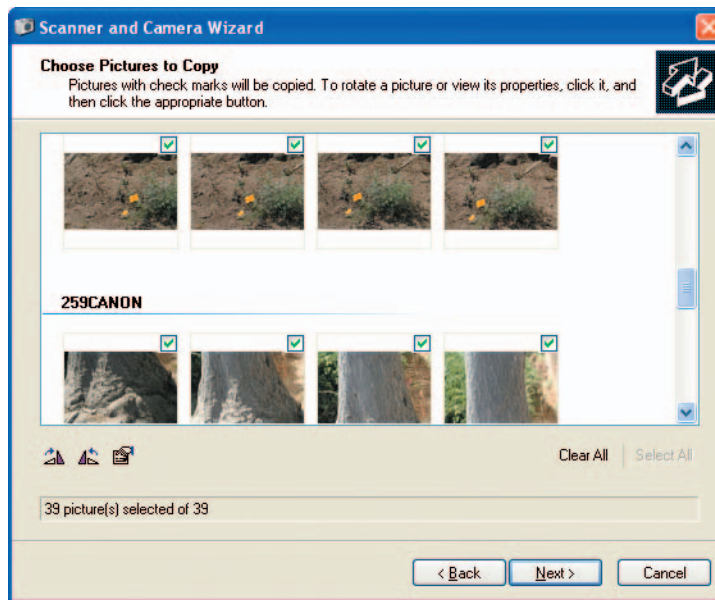 Scanner and Camera Wizard
Choose Pictures to Copy
Pictures with check marks will be copied. To rotate a picture or view its properties, click it, and
then click the appropriate button.
259CANON
Clear All
Select All
39 picture(s) selected of 39
< Back
Next >
Cancel